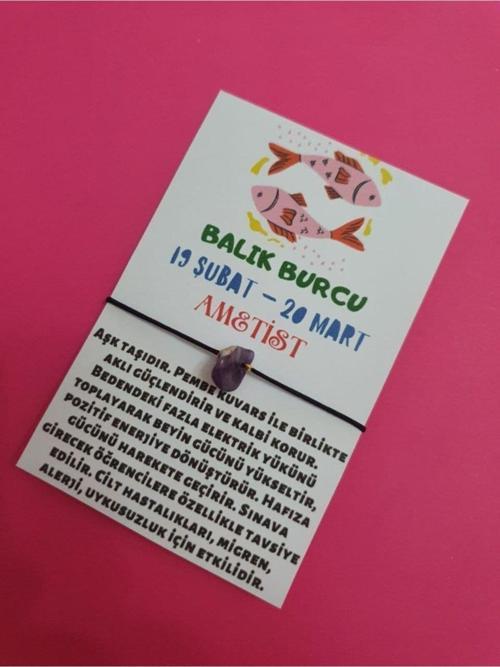 BALIK BURCU
19 ŞUBAT – 20 MART
AMETİST
AŞK TAŞIDIR. PEMBE KUVARS İLE BİRLİKTE
AKLI GÜÇLENDİRİR VE KALBİ KORUR.
BEDENDEKİ FAZLA ELEKTRİK YÜKÜNÜ
TOPLAYARAK BEYİN GÜCÜNÜ YÜKSELTİR,
POZİTİF ENERJİYE DÖNÜŞTÜRÜR. HAFIZA
GÜCÜNÜ HAREKETE GEÇİRİR. SINAVA
GİRECEK ÖĞRENCİLERE ÖZELLİKLE TAVSİYE
EDİLİR. CİLT HASTALIKLARI, MİGREN,
ALERJİ, UYKUSUZLUK İÇİN ETKİLİDİR.